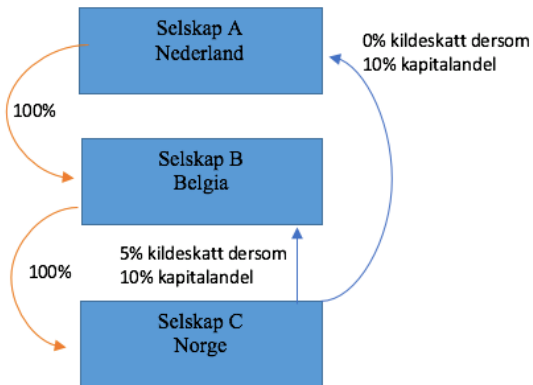 Selskap A
Nederland
0% kildeskatt dersom
10% kapitalandel
100%
Selskap B
Belgia
5% kildeskatt dersom
10% kapitalandel
100%
Selskap C
Norge